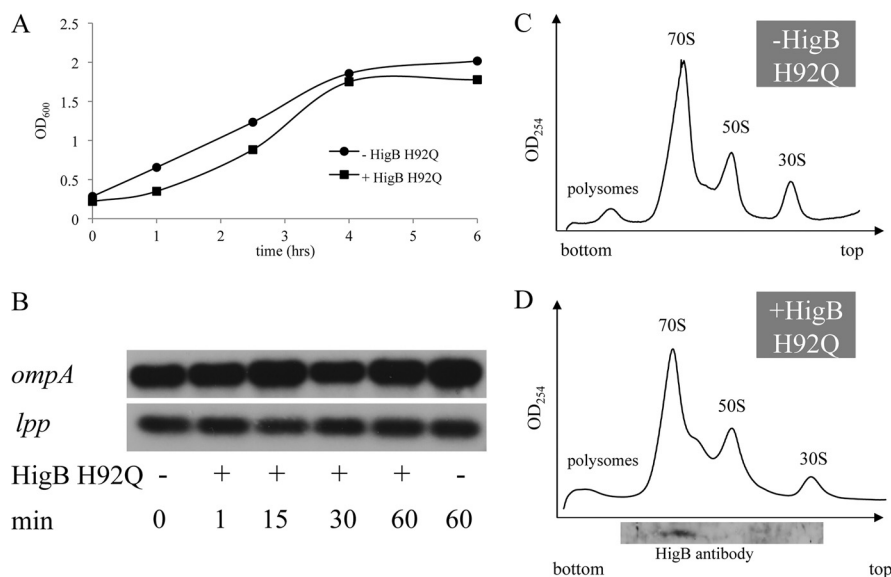 A
2.5
2
1.5
1
0.5
0
OD600
- HigB H92Q
+ HigB H92Q
0 1 2 3 4 5 6
time (hrs)
B
ompA
lpp
HigB H92Q - + + + + -
min 0 1 15 30 60 60
C
-HigB
H92Q
70S
50S
30S
polysomes
OD254
bottom top
D
+HigB
H92Q
70S
50S
30S
polysomes
OD254
HigB antibody
bottom top